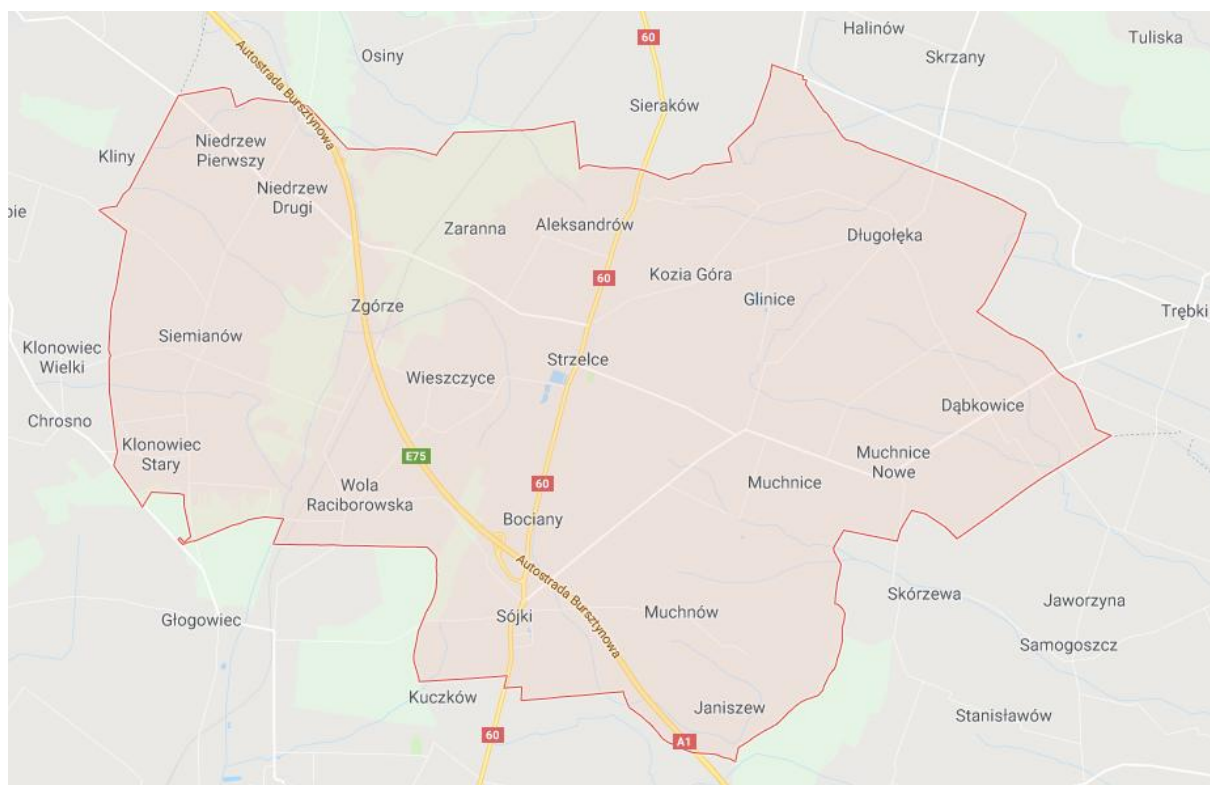 Autostrada Bursztynowa
60
Halinów
Tuliska
Osiny
Skrzany
Sieraków
Niedrzew
Pierwszy
Kliny
Niedrzew
Drugi
pie
Zaranna
Aleksandrów
Długołęka
Kozia Góra
60
Glinice
Zgórze
Trębki
Siemianów
Klonowiec
Wielki
Strzelce
Wieszczyce
Dąbkowice
Chrosno
Klonowiec
Stary
E75
Muchnice
Nowe
Wola
Raciborowska
60
Muchnice
Bociany
Autostrada Bursztynowa
Skórzewa
Jaworzyna
Głogowiec
Sójki
Muchnów
Samogoszcz
Kuczków
Janiszew
Stanisławów
60
A1